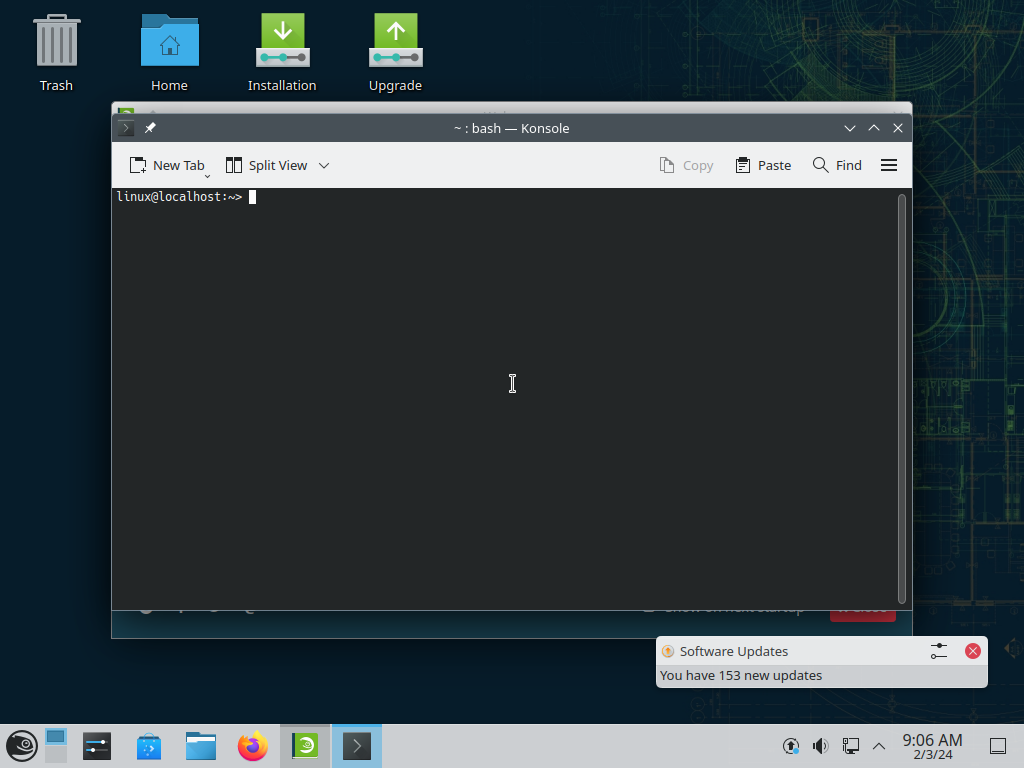 Trash
Home
Installation
Upgrade
~ : bash — Konsole
New Tab
Split View
Copy
Paste
Find
linux@localhost:~>
Software Updates
You have 153 new updates
9:06 AM
2/3/24